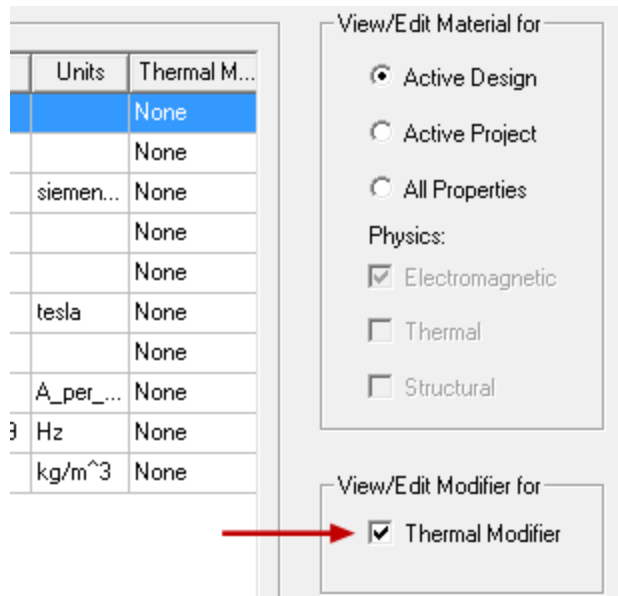 View/Edit Material for
Units Thermal M...
Active Design
None
Active Project
None
siemen... None
All Properties
None
Physics:
None
Electromagnetic
tesla None
Thermal
None
A_per_... None
Structural
Hz None
kg/m^3 None
View/Edit Modifier for
Thermal Modifier